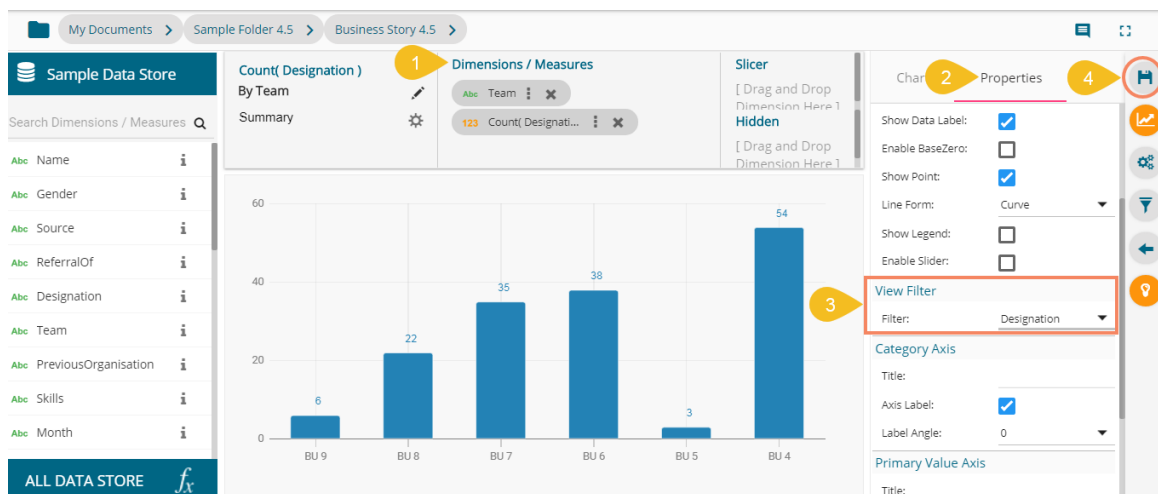 My Documents > Sample Folder 4.5 > Business Story 4.5 >
Sample Data Store
Search Dimensions / Measures
Abc Name i
Abc Gender i
Abc Source i
Abc ReferralOf i
Abc Designation i
Abc Team i
Abc PreviousOrganisation i
Abc Skills i
Abc Month i
ALL DATA STORE fx
Count( Designation )
By Team
Summary
1
Dimensions / Measures
Abc Team
123 Count( Designati...
Slicer
[ Drag and Drop
Dimension Here ]
Hidden
[ Drag and Drop
Dimension Here ]
60
40
20
0
6
22
35
38
3
54
BU 9
BU 8
BU 7
BU 6
BU 5
BU 4
2
Properties
4
Show Data Label:
Enable BaseZero:
Show Point:
Line Form: Curve
Show Legend:
Enable Slider:
3
View Filter
Filter: Designation
Category Axis
Title:
Axis Label:
Label Angle: 0
Primary Value Axis
Title: